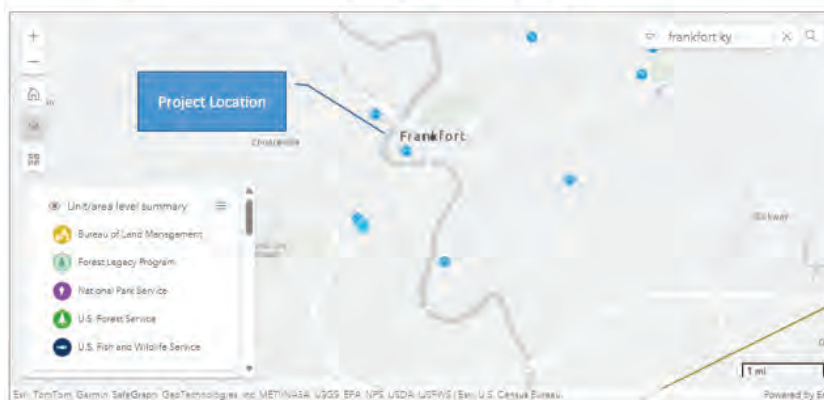 frankfort ky
Project Location
Frankfort
Unit/area level summary
Bureau of Land Management
Forest Legacy Program
National Park Service
U.S. Forest Service
U.S. Fish and Wildlife Service
1 mi
Esri, TomTom, Garmin, SafeGraph, GeoTechnologies, Inc, METI/NASA, USGS, EPA, NPS, USDA, USFWS | Esri, U.S. Census Bureau,
Powered by